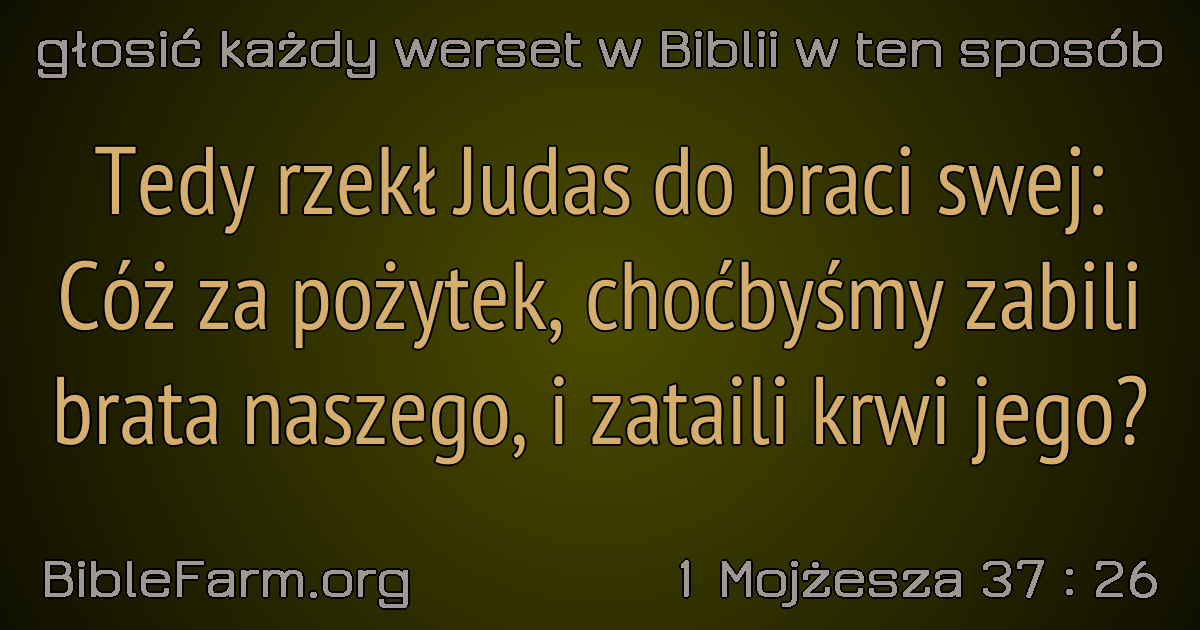 głosić każdy werset w Biblii w ten sposób
Tedy rzekł Judas do braci swej:
Cóż za pożytek, choćbyśmy zabili
brata naszego, i zataili krwi jego?
BibleFarm.org
1 Mojżesza 37 : 26